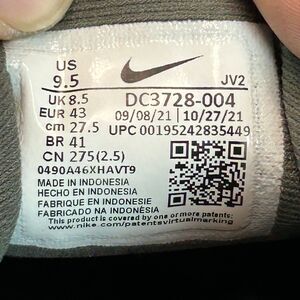 US
9.5
JV2
UK 8.5
DC3728-004
EUR 43
09/08/21 | 10/27/21
cm 27.5
UPC 00195242835449
BR 41
CN 275(2.5)
0490A46XHAVT9
MADE IN INDONESIA
HECHO EN INDONESIA
FABRIQUE EN INDONESIE
FABRICADO NA INDONÉSIA
This product is covered by one or more patents:
www.nike.com/patentsvirtualmarking